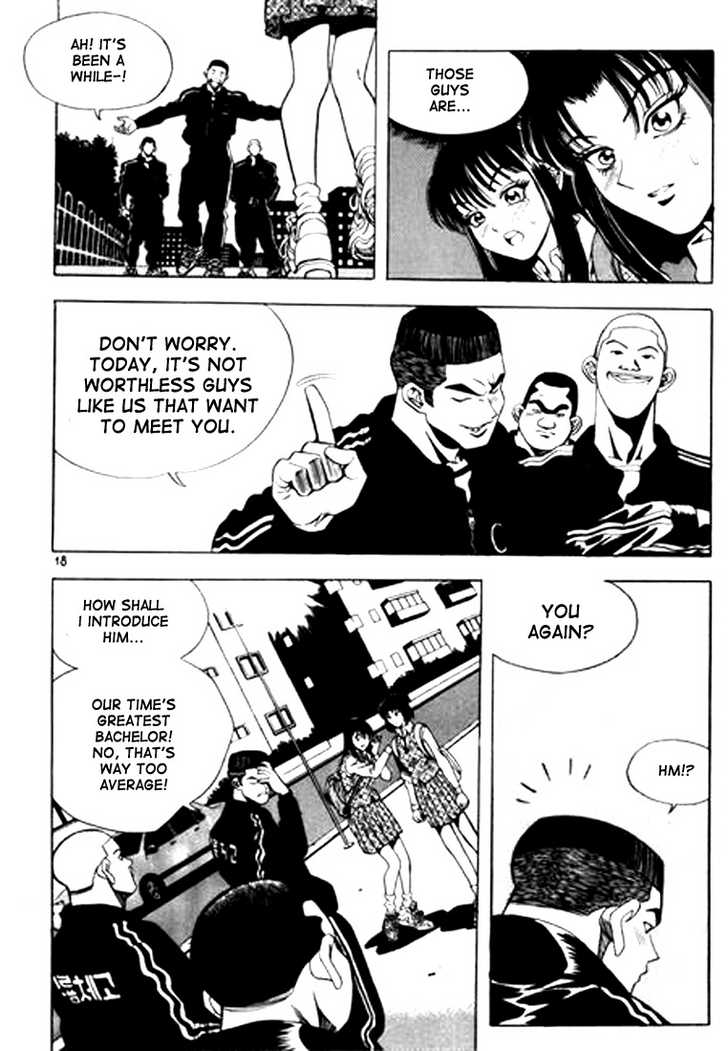 AH! IT'S
BEEN A
WHILE-!
THOSE
GUYS
ARE...
DON'T WORRY.
TODAY, IT'S NOT
WORTHLESS GUYS
LIKE US THAT WANT
TO MEET YOU.
18
HOW SHALL
I INTRODUCE
HIM...
OUR TIME'S
GREATEST
BACHELOR!
NO, THAT'S
WAY TOO
AVERAGE!
YOU
AGAIN?
HM!?
체고